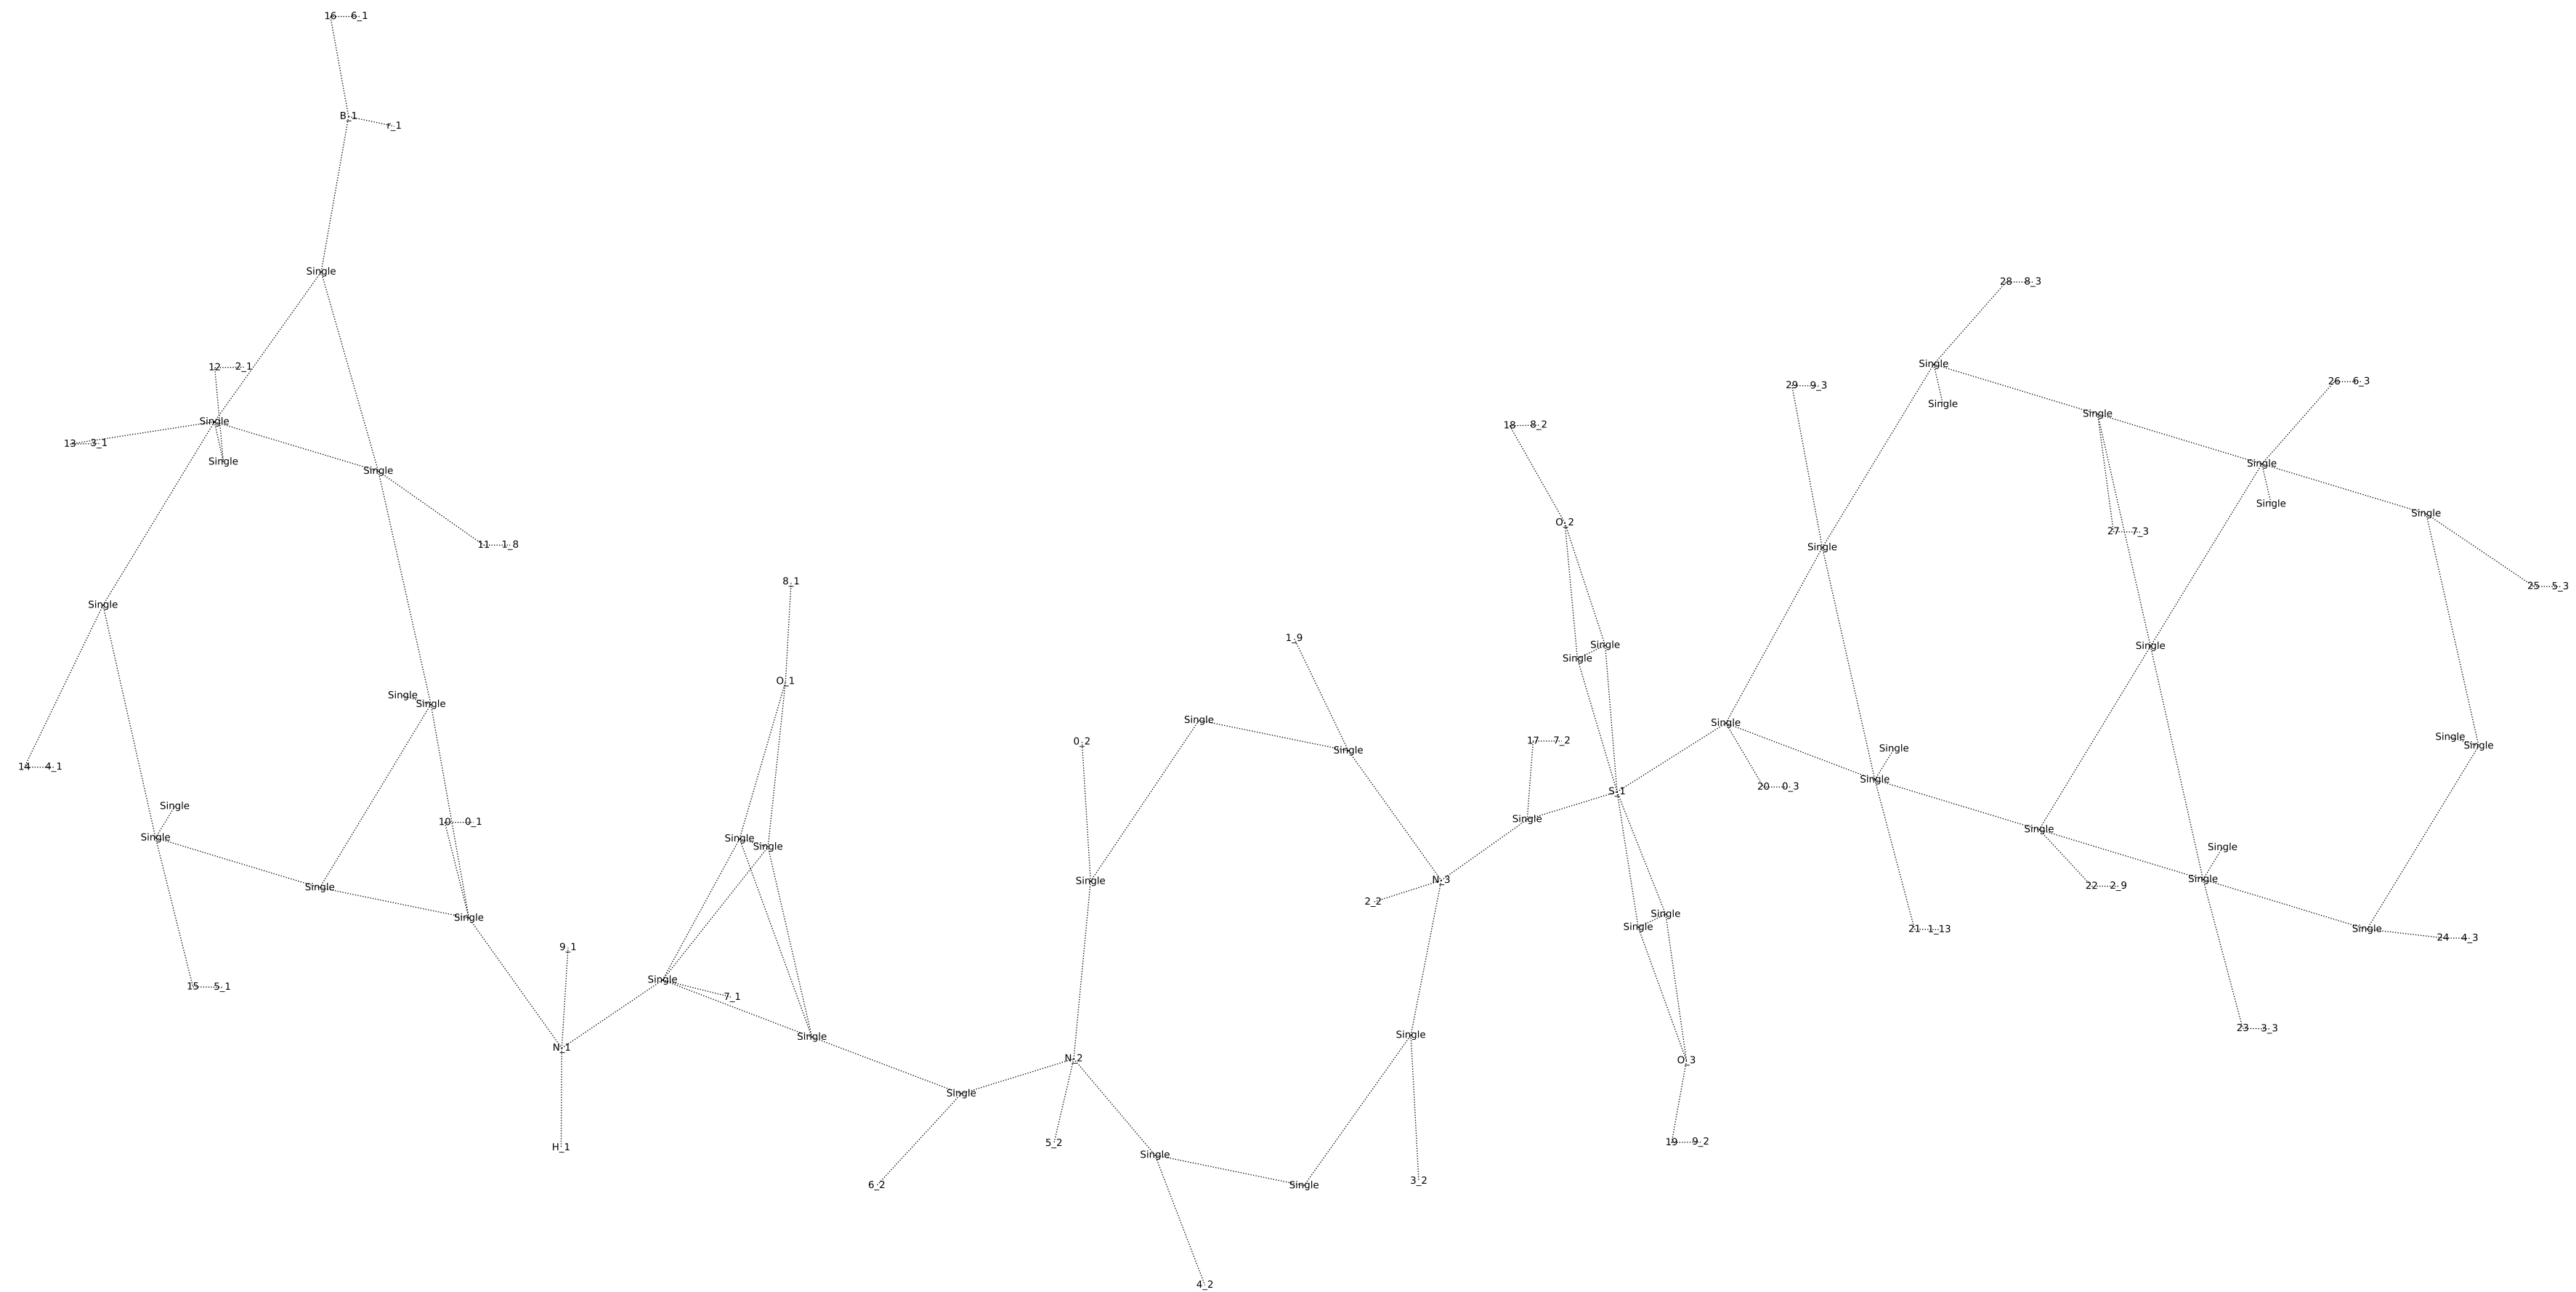 16 6_1
B_1
r_1
Single
28 8_3
12 2_1
Single
26 6_3
29 9_3
Single
Single
Single
18 8_2
13 3_1
Single
Single
Single
Single
Single
O_2
27 7_3
11 1_8
Single
8_1
25 5_3
Single
1_9
Single
Single
Single
O_1
Single
Single
Single
Single
Single
Single
0_2
17 7_2
Single
Single
Single
14 4_1
Single
20 0_3
S_1
Single
Single
10 0_1
Single
Single
Single
Single
Single
Single
N_3
Single
Single
22 2_9
Single
2_2
Single
Single
Single
Single
21 1_13
24 4_3
9_1
Single
15 5_1
7_1
23 3_3
Single
Single
N_1
N_2
O_3
Single
19 9_2
5_2
H_1
Single
3_2
6_2
Single
4_2